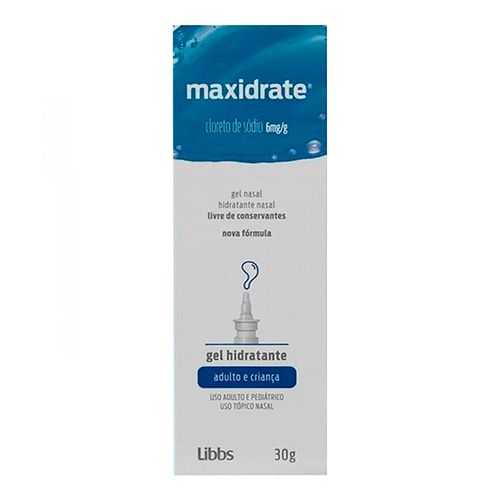 maxidrate®
cloreto de sódio 6mg/g
gel nasal
hidratante nasal
livre de conservantes
nova fórmula
gel hidratante
adulto e criança
USO ADULTO E PEDIÁTRICO
USO TÓPICO NASAL
Libbs 30g